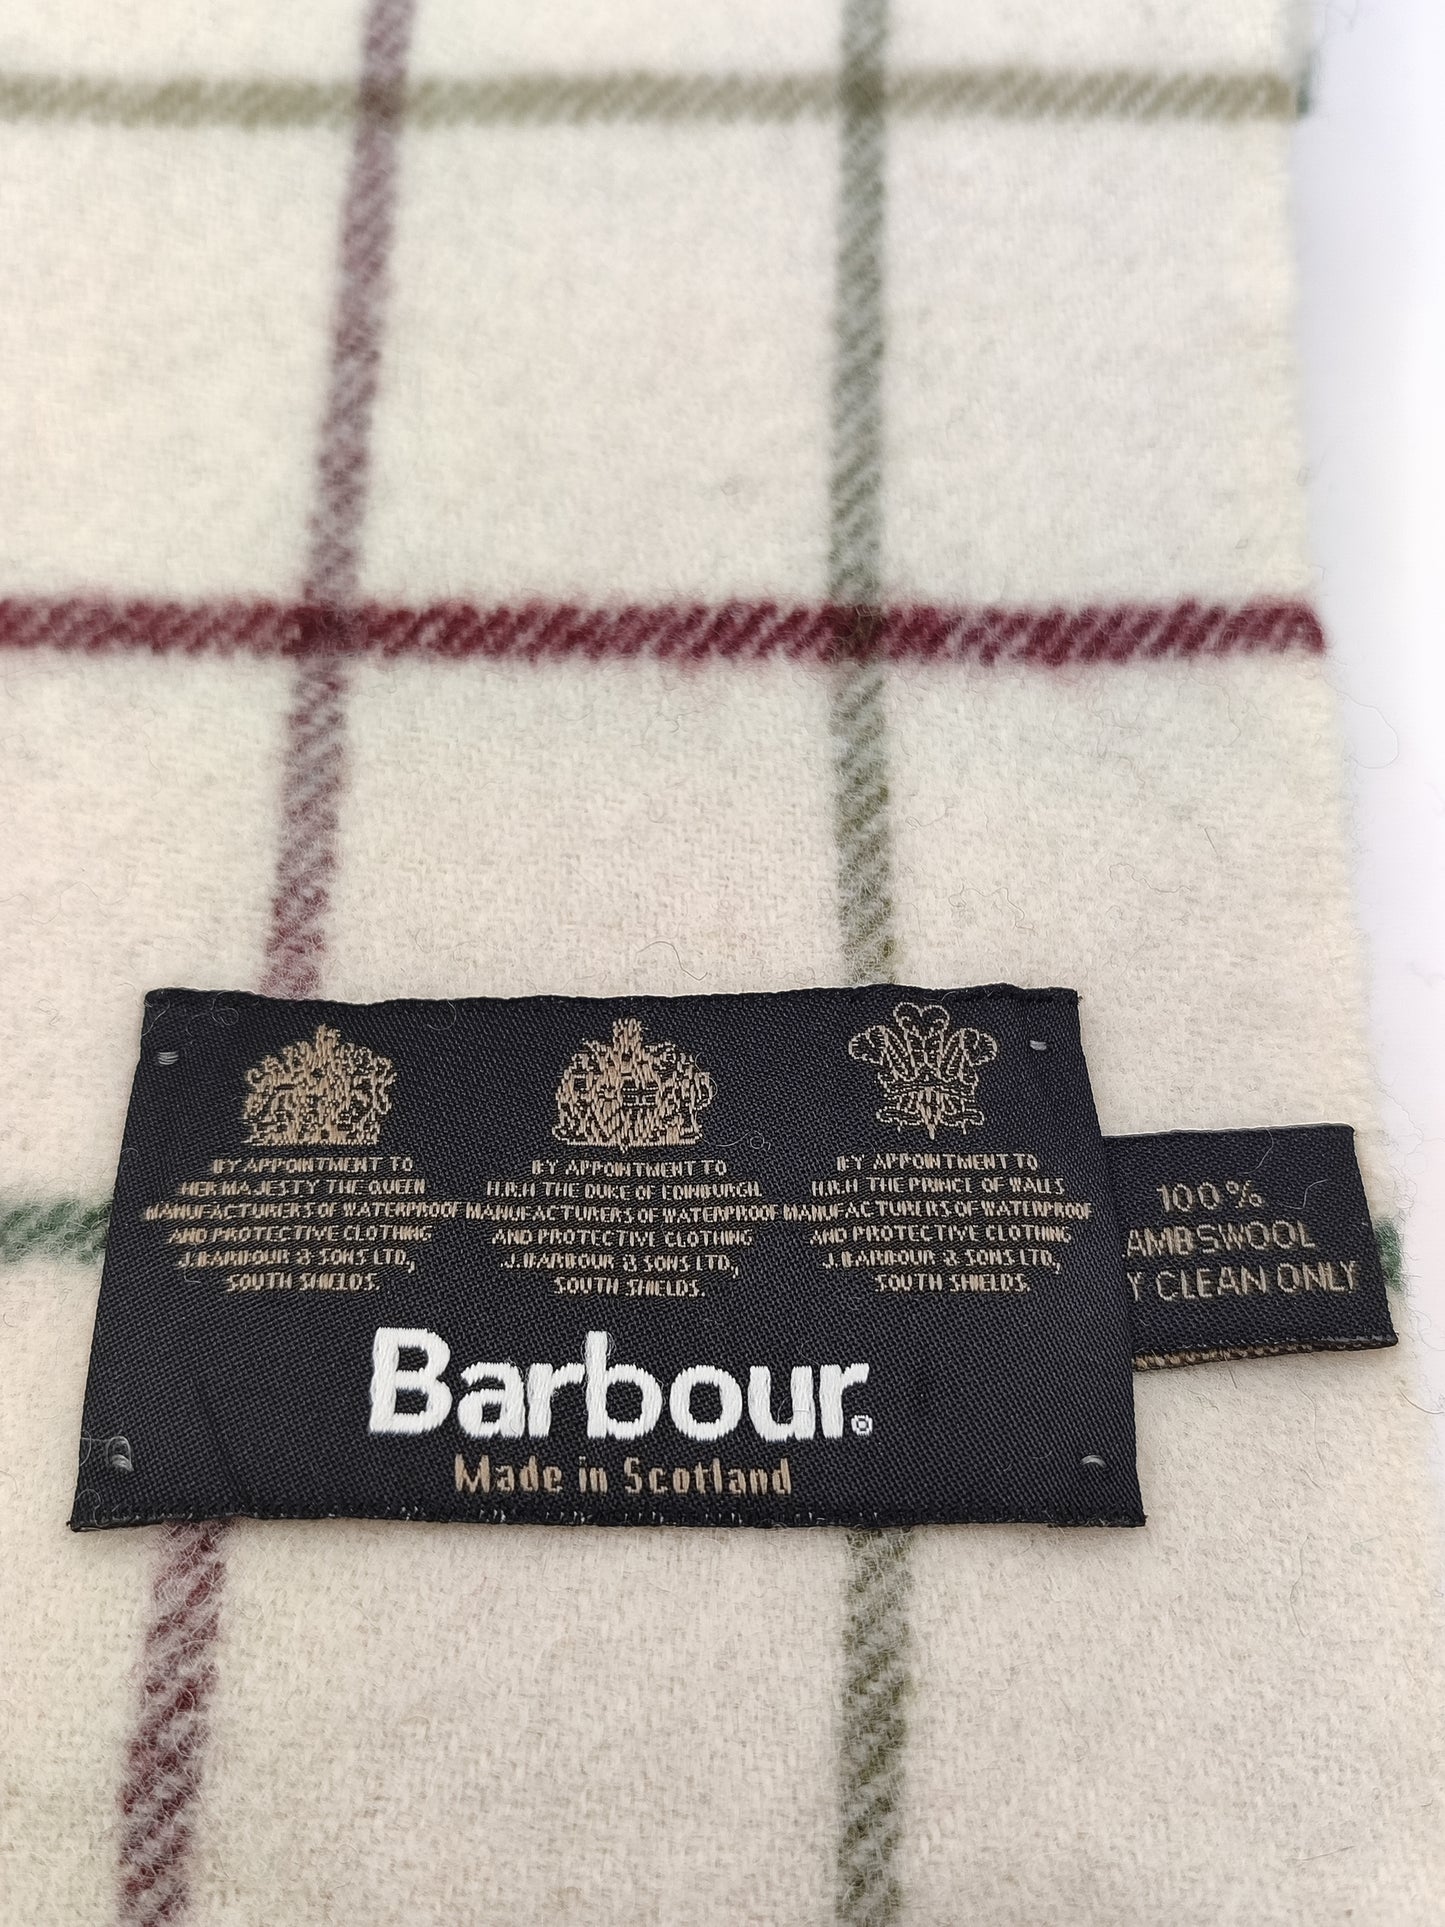 BY APPOINTMENT TO
HER MAJESTY THE QUEEN
MANUFACTURERS OF WATERPROOF
AND PROTECTIVE CLOTHING
J. BARBOUR & SONS LTD,
SOUTH SHIELDS.
BY APPOINTMENT TO
H.R.H THE DUKE OF EDINBURGH
MANUFACTURERS OF WATERPROOF
AND PROTECTIVE CLOTHING
J. BARBOUR & SONS LTD,
SOUTH SHIELDS.
BY APPOINTMENT TO
H.R.H THE PRINCE OF WALES
MANUFACTURERS OF WATERPROOF
AND PROTECTIVE CLOTHING
J. BARBOUR & SONS LTD,
SOUTH SHIELDS.
Barbour®
Made in Scotland
100%
AMBSWOOL
Y CLEAN ONLY